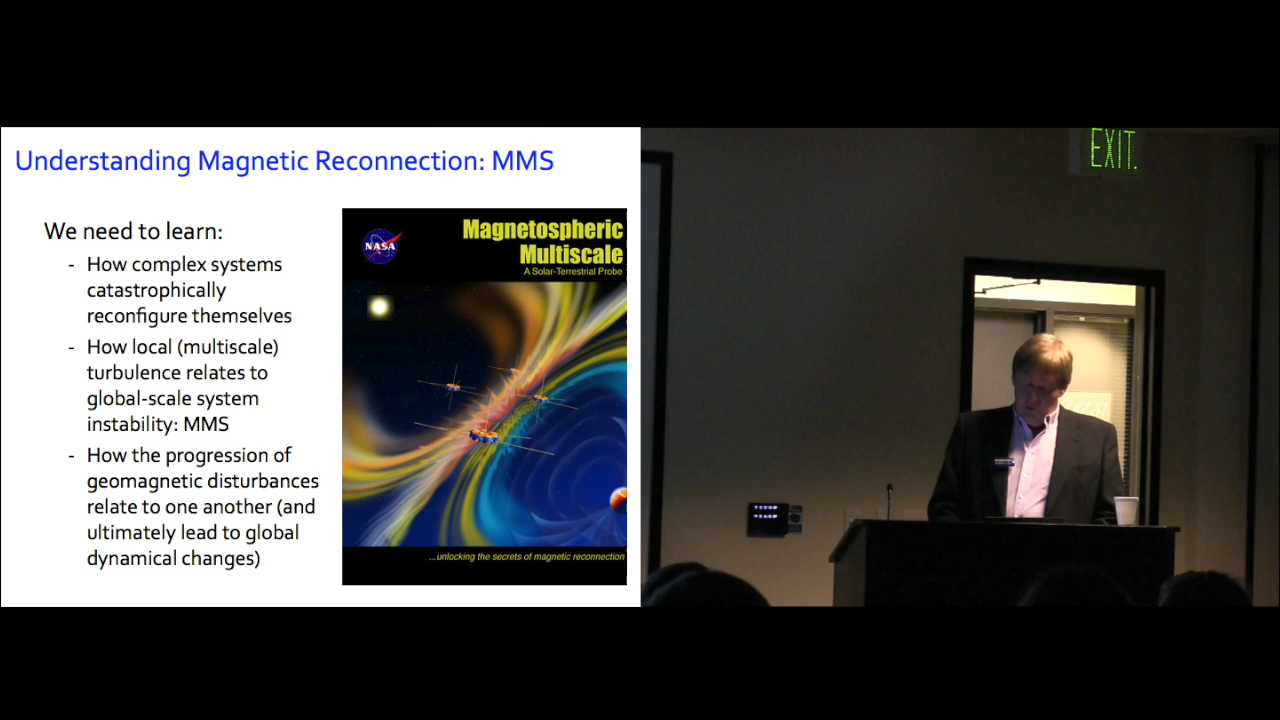 Understanding Magnetic Reconnection: MMS
We need to learn:
- How complex systems
catastrophically
reconfigure themselves
- How local (multiscale)
turbulence relates to
global-scale system
instability: MMS
- How the progression of
geomagnetic disturbances
relate to one another (and
ultimately lead to global
dynamical changes)
NASA
Magnetospheric
Multiscale
A Solar-Terrestrial Probe
...unlocking the secrets of magnetic reconnection
EXIT